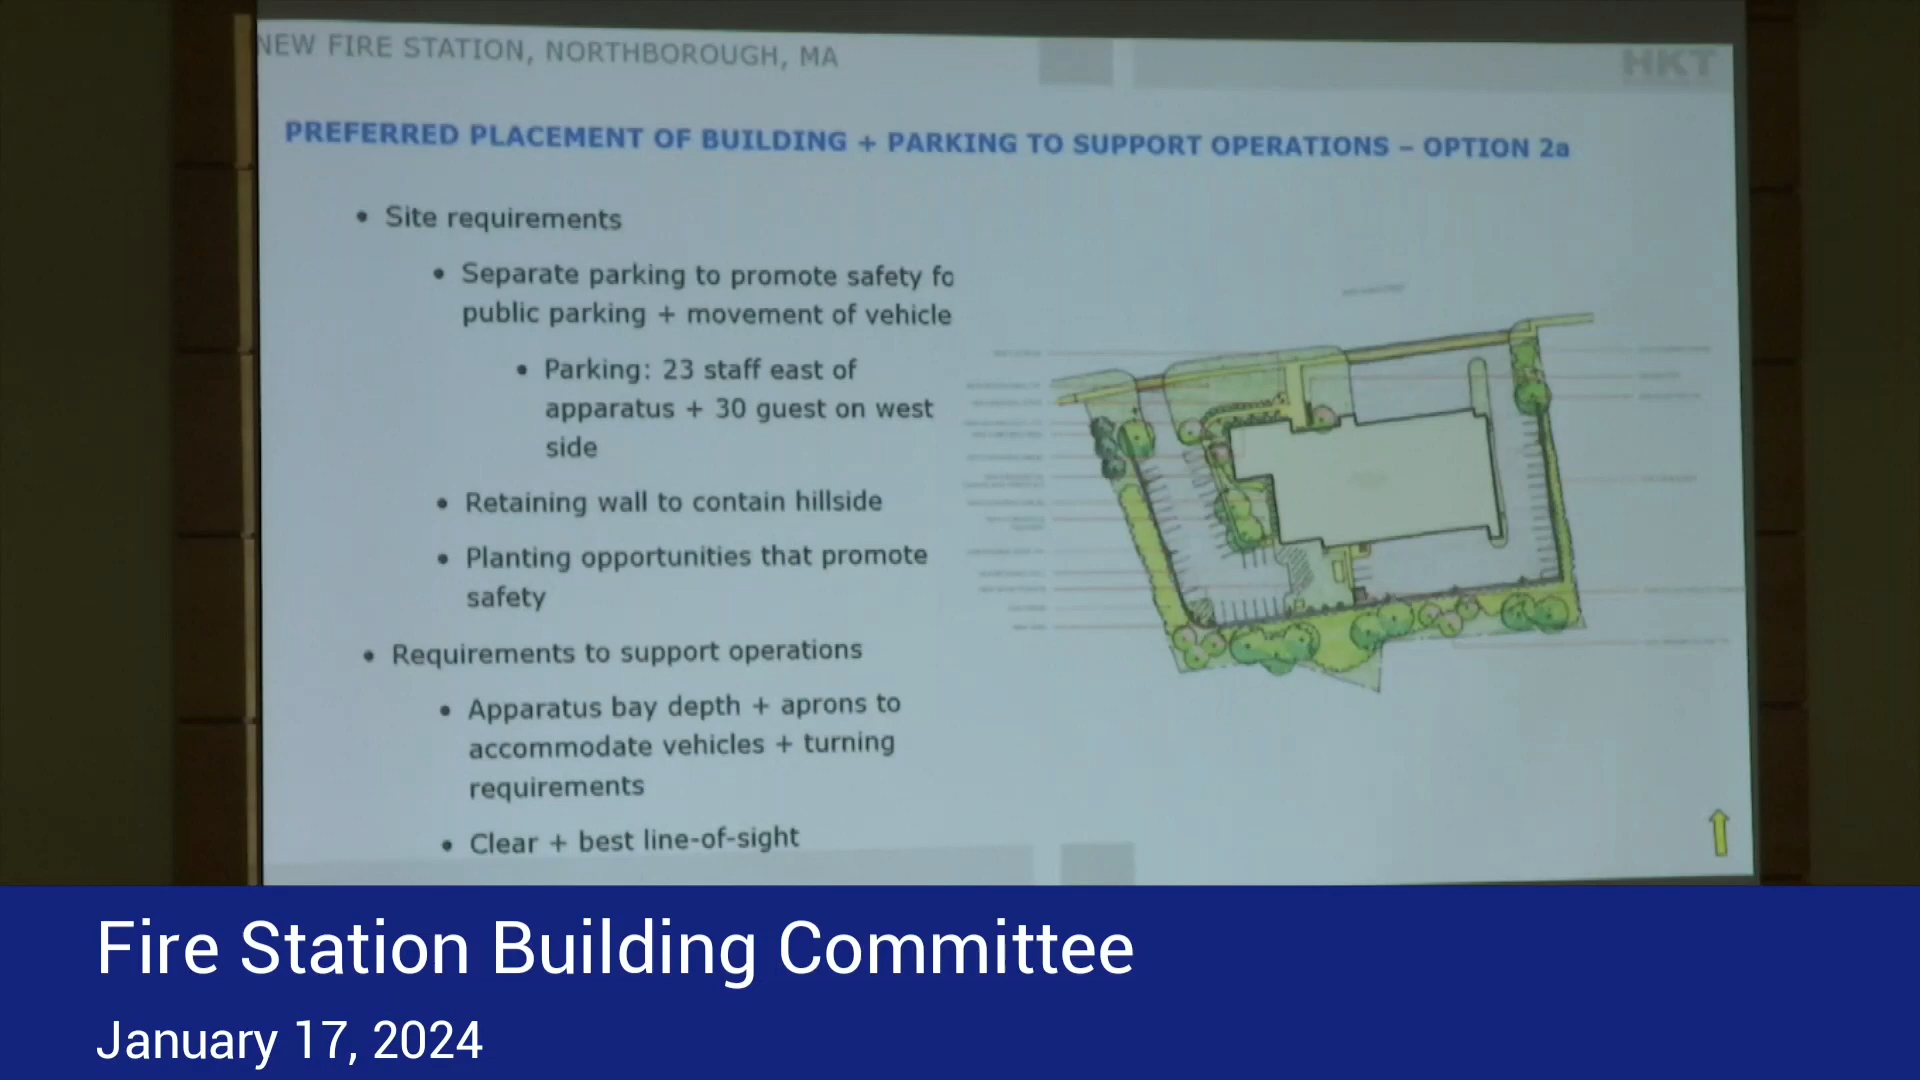 NEW FIRE STATION, NORTHBOROUGH, MA
HKT
PREFERRED PLACEMENT OF BUILDING + PARKING TO SUPPORT OPERATIONS – OPTION 2a
• Site requirements
• Separate parking to promote safety fo
public parking + movement of vehicle
• Parking: 23 staff east of
apparatus + 30 guest on west
side
• Retaining wall to contain hillside
• Planting opportunities that promote
safety
• Requirements to support operations
• Apparatus bay depth + aprons to
accommodate vehicles + turning
requirements
• Clear + best line-of-sight
Fire Station Building Committee
January 17, 2024